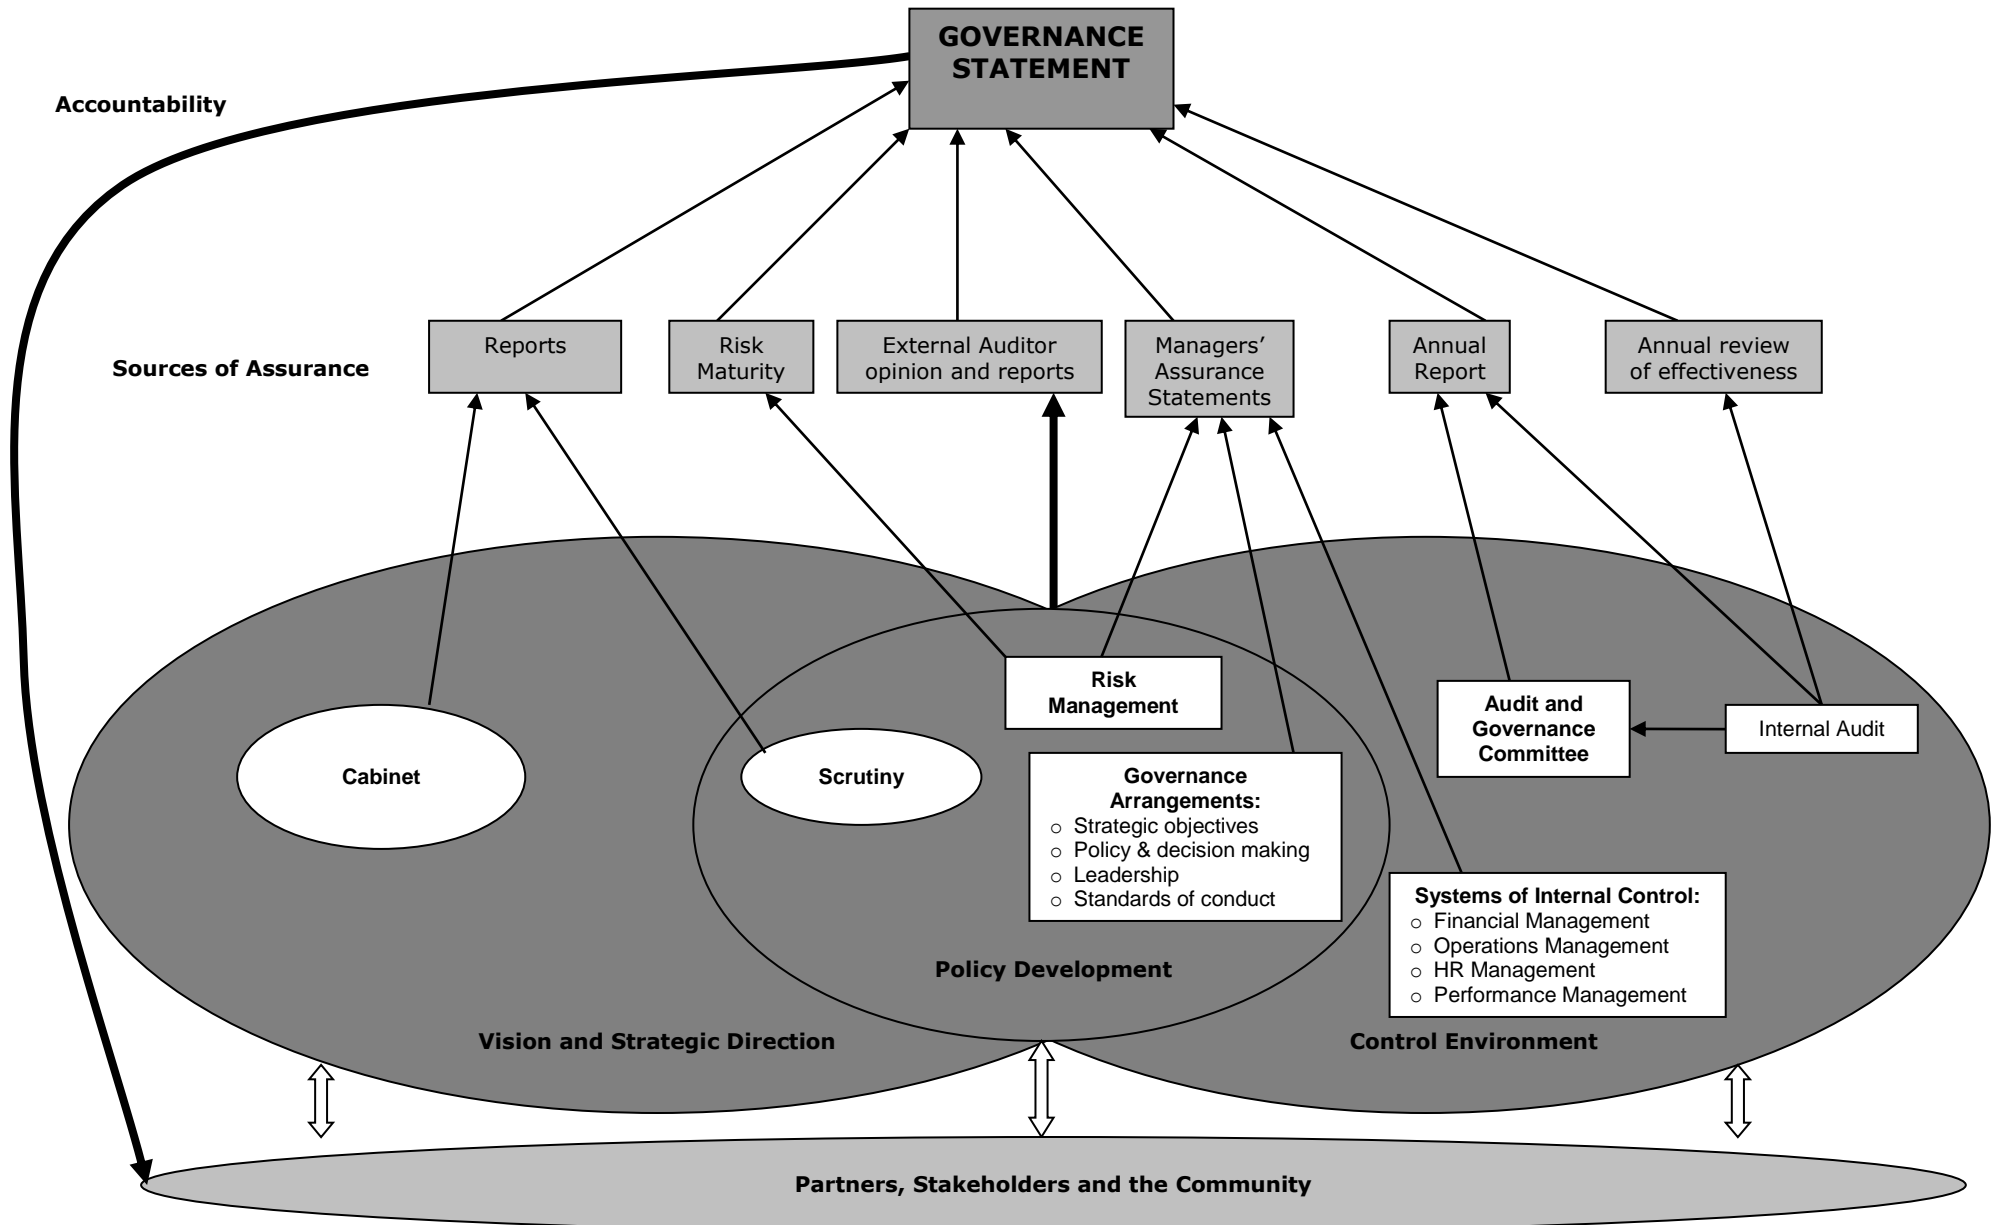 GOVERNANCE
STATEMENT
Accountability
Sources of Assurance
Reports
Risk
Maturity
External Auditor
opinion and reports
Managers’
Assurance
Statements
Annual
Report
Annual review
of effectiveness
Risk
Management
Cabinet
Scrutiny
Governance
Arrangements:
○ Strategic objectives
○ Policy & decision making
○ Leadership
○ Standards of conduct
Audit and
Governance
Committee
Internal Audit
Systems of Internal Control:
○ Financial Management
○ Operations Management
○ HR Management
○ Performance Management
Policy Development
Vision and Strategic Direction
Control Environment
Partners, Stakeholders and the Community